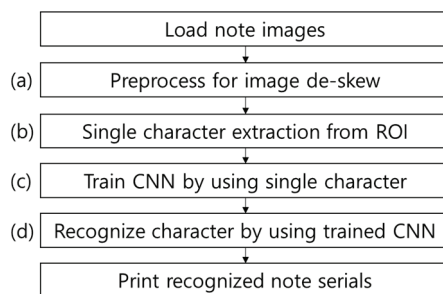 Load note images
(a) Preprocess for image de-skew
(b) Single character extraction from ROI
(c) Train CNN by using single character
(d) Recognize character by using trained CNN
Print recognized note serials